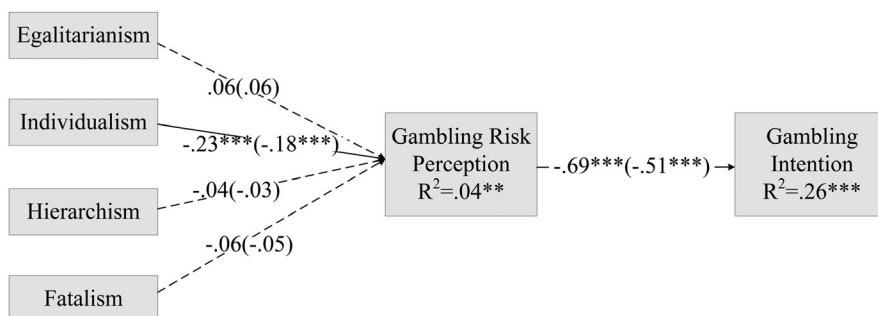 Egalitarianism
.06(.06)
Individualism
-.23***(-.18***)
Gambling Risk
Perception
R²=.04**
-.69***(-.51***)
Gambling
Intention
R²=.26***
-.04(-.03)
Hierarchism
-.06(-.05)
Fatalism